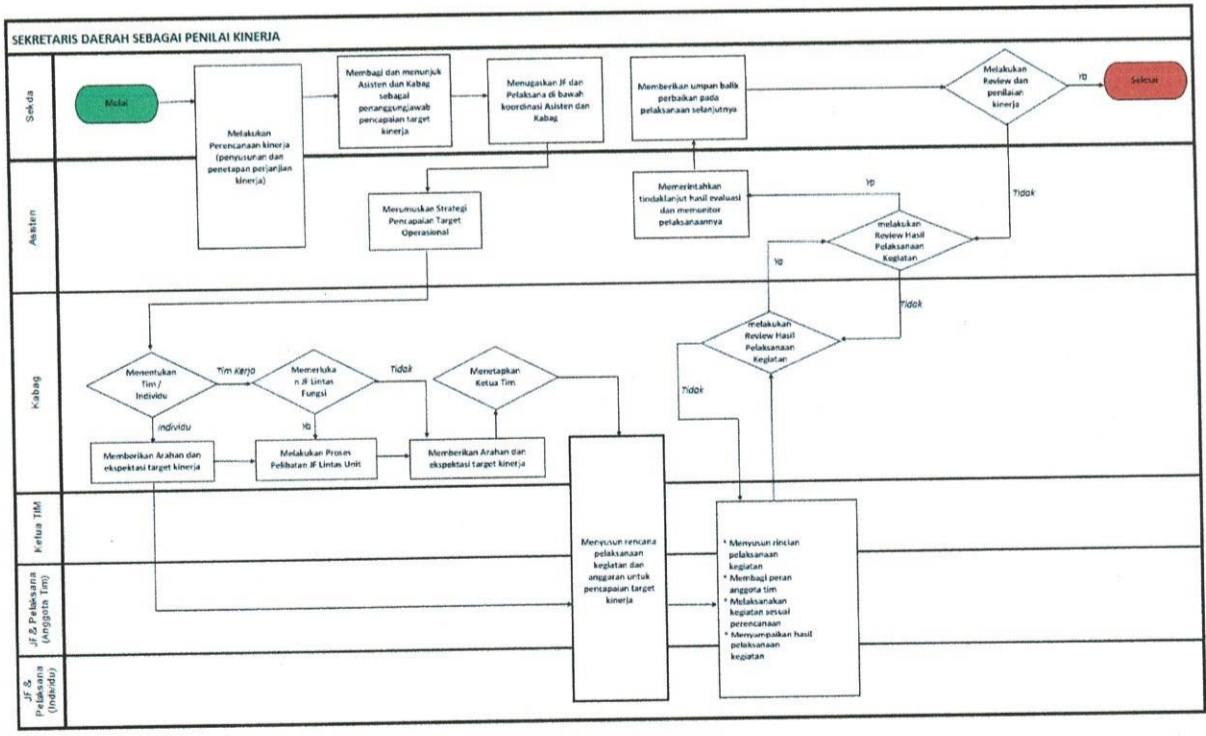 SEKRETARIS DAERAH SEBAGAI PENILAI KINERJA
Sekda
Mulai
Melakukan
Perencanaan kinerja
(penyusunan dan
penetapan perjanjian
kinerja)
Membagi dan menunjuk
Asisten dan Kabag
sebagai
penanggungjawab
pencapaian target
kinerja
Menugaskan JF dan
Pelaksana di bawah
koordinasi Asisten dan
Kabag
Memberikan umpan balik
perbaikan pada
pelaksanaan selanjutnya
Melakukan
Review dan
penilaian
kinerja
Ya
Selesai
Tidak
Asisten
Merumuskan Strategi
Pencapaian Target
Operasional
Memerintahkan
tindaklanjut hasil evaluasi
dan memonitor
pelaksanaannya
Ya
melakukan
Review Hasil
Pelaksanaan
Kegiatan
Ya
Tidak
Kabag
Menentukan
Tim /
Individu
Tim Kerja
Memerluka
n JF Lintas
Fungsi
Tidak
Menetapkan
Ketua Tim
melakukan
Review Hasil
Pelaksanaan
Kegiatan
Tidak
Individu
Ya
Memberikan Arahan dan
ekspektasi target kinerja
Melakukan Proses
Pelibatan JF Lintas Unit
Memberikan Arahan dan
ekspektasi target kinerja
Ketua TIM
Menyusun rencana
pelaksanaan
kegiatan dan
anggaran untuk
pencapaian target
kinerja
* Menyusun rincian
pelaksanaan
kegiatan
* Membagi peran
anggota tim
* Melaksanakan
kegiatan sesuai
perencanaan
* Menyampaikan hasil
pelaksanaan
kegiatan
JF & Pelaksana
(Anggota Tim)
JF &
Pelaksana
(Individu)